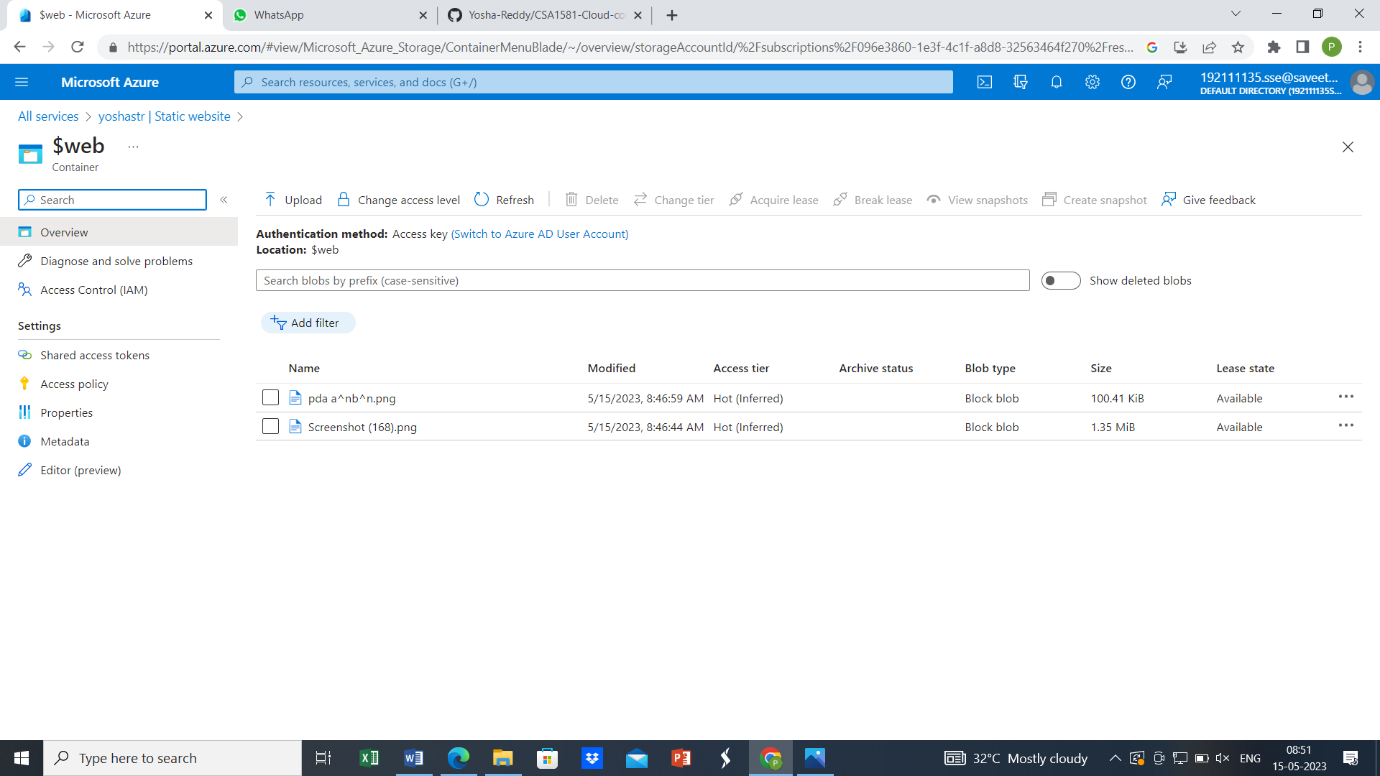 $web - Microsoft Azure
WhatsApp
Yosha-Reddy/CSA1581-Cloud-co
https://portal.azure.com/#view/Microsoft_Azure_Storage/ContainerMenuBlade/~/overview/storageAccountId/%2Fsubscriptions%2F096e3860-1e3f-4c1f-a8d8-32563464f270%2Fres...
P
Microsoft Azure
Search resources, services, and docs (G+/)
192111135.sse@saveet...
DEFAULT DIRECTORY (192111135S...
All services > yoshastr | Static website >
$web
...
Container
Search
«
Upload
Change access level
Refresh
Delete
Change tier
Acquire lease
Break lease
View snapshots
Create snapshot
Give feedback
Overview
Diagnose and solve problems
Access Control (IAM)
Settings
Shared access tokens
Access policy
Properties
Metadata
Editor (preview)
Authentication method: Access key (Switch to Azure AD User Account)
Location: $web
Search blobs by prefix (case-sensitive)
Show deleted blobs
Add filter
Name Modified Access tier Archive status Blob type Size Lease state
pda a^nb^n.png 5/15/2023, 8:46:59 AM Hot (Inferred) Block blob 100.41 KiB Available ...
Screenshot (168).png 5/15/2023, 8:46:44 AM Hot (Inferred) Block blob 1.35 MiB Available ...
Type here to search
32°C Mostly cloudy
ENG
08:51
15-05-2023